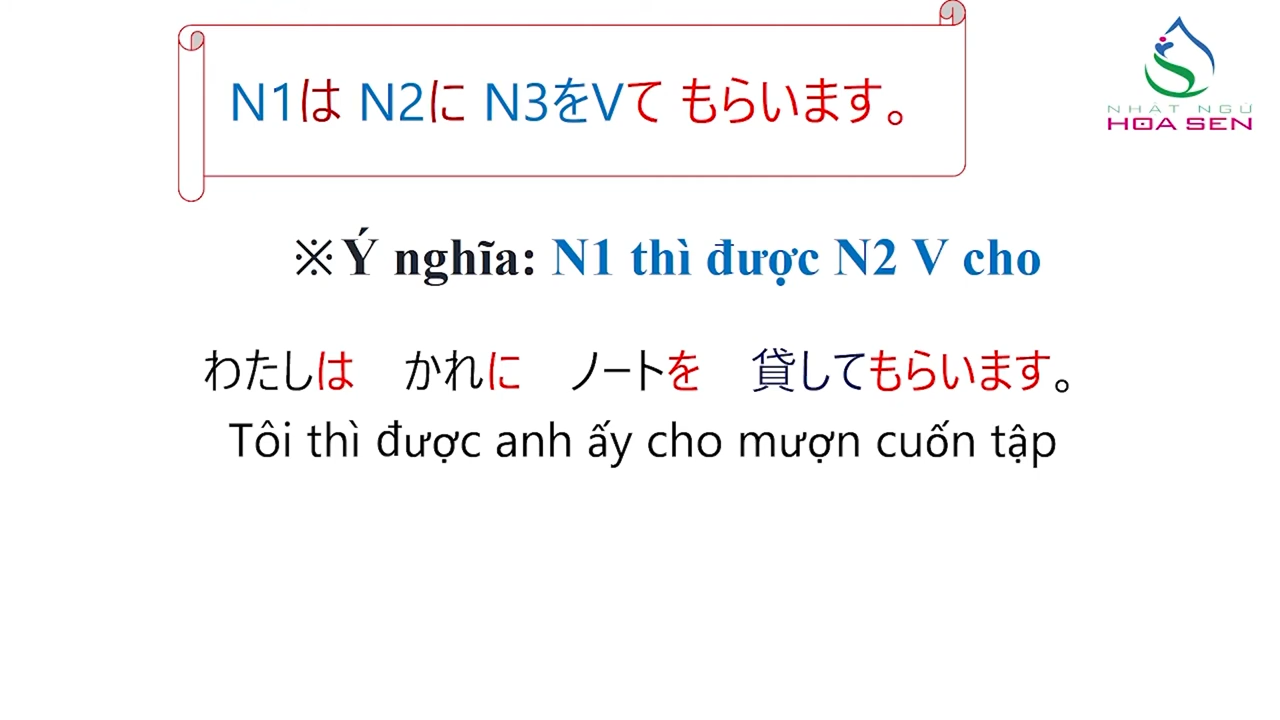 N1は N2に N3をVて もらいます。
NHẬT NGỮ
HOA SEN
※Ý nghĩa: N1 thì được N2 V cho
わたしは　かれに　ノートを　貸してもらいます。
Tôi thì được anh ấy cho mượn cuốn tập